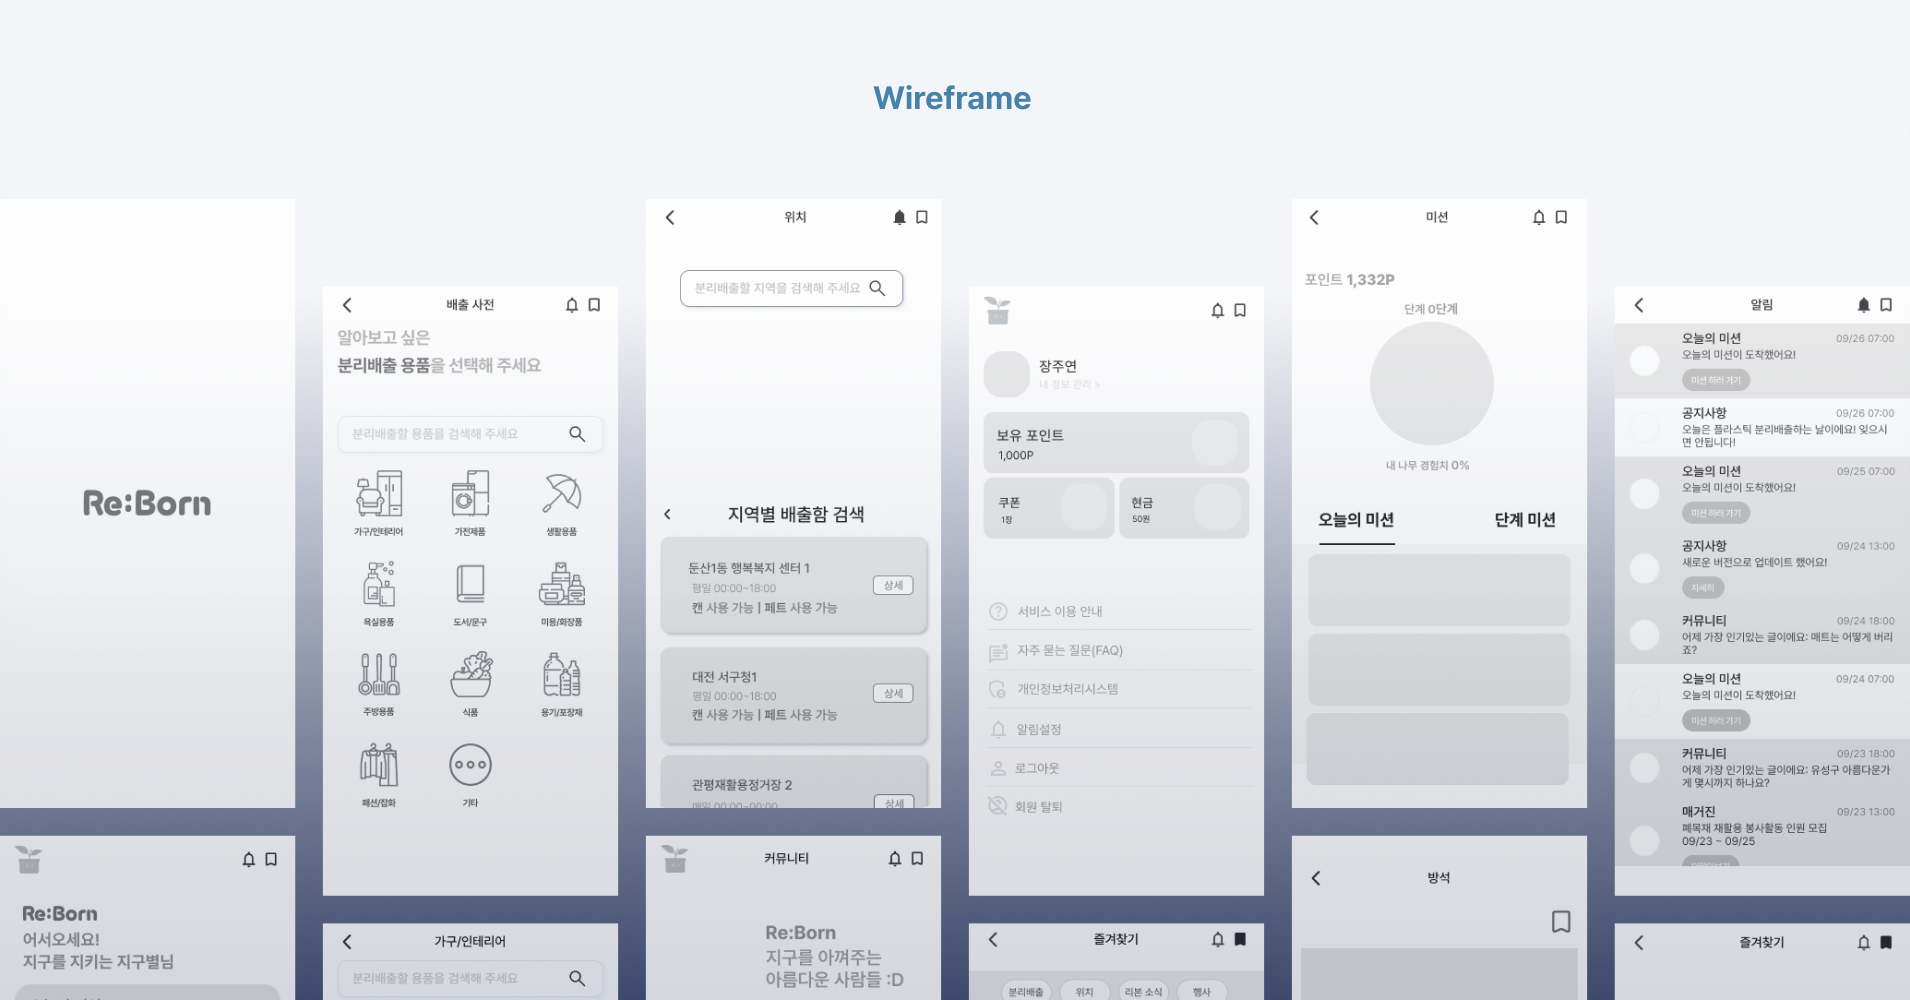 Wireframe
Re:Born
배출 사전
알아보고 싶은
분리배출 용품을 선택해 주세요
분리배출할 용품을 검색해 주세요
가구/인테리어
가전제품
생활용품
욕실용품
도서/문구
미용/화장품
주방용품
식품
용기/포장재
패션/잡화
기타
위치
분리배출할 지역을 검색해 주세요
지역별 배출함 검색
둔산1동 행복복지 센터 1
평일 00:00~18:00
캔 사용 가능 | 페트 사용 가능
상세
대전 서구청1
평일 00:00~18:00
캔 사용 가능 | 페트 사용 가능
상세
관평재활용정거장 2
매일 00:00~00:00
상세
장주연
내 정보 관리 >
보유 포인트
1,000P
쿠폰
1장
현금
50원
서비스 이용 안내
자주 묻는 질문(FAQ)
개인정보처리시스템
알림설정
로그아웃
회원 탈퇴
미션
포인트 1,332P
단계 0단계
내 나무 경험치 0%
오늘의 미션
단계 미션
알림
오늘의 미션
09/26 07:00
오늘의 미션이 도착했어요!
미션 하러 가기
공지사항
09/26 07:00
오늘은 플라스틱 분리배출하는 날이에요! 잊으시
면 안됩니다!
오늘의 미션
09/25 07:00
오늘의 미션이 도착했어요!
미션 하러 가기
공지사항
09/24 13:00
새로운 버전으로 업데이트 했어요!
자세히
커뮤니티
09/24 18:00
어제 가장 인기있는 글이에요: 매트는 어떻게 버리
죠?
오늘의 미션
09/24 07:00
오늘의 미션이 도착했어요!
미션 하러 가기
커뮤니티
09/23 18:00
어제 가장 인기있는 글이에요: 유성구 아름다운가
게 몇시까지 하나요?
매거진
09/23 13:00
폐목재 재활용 봉사활동 인원 모집
09/23 ~ 09/25
Re:Born
어서오세요!
지구를 지키는 지구별님
가구/인테리어
분리배출할 용품을 검색해 주세요
커뮤니티
Re:Born
지구를 아껴주는
아름다운 사람들 :D
즐겨찾기
분리배출
위치
리본 소식
행사
방석
즐겨찾기